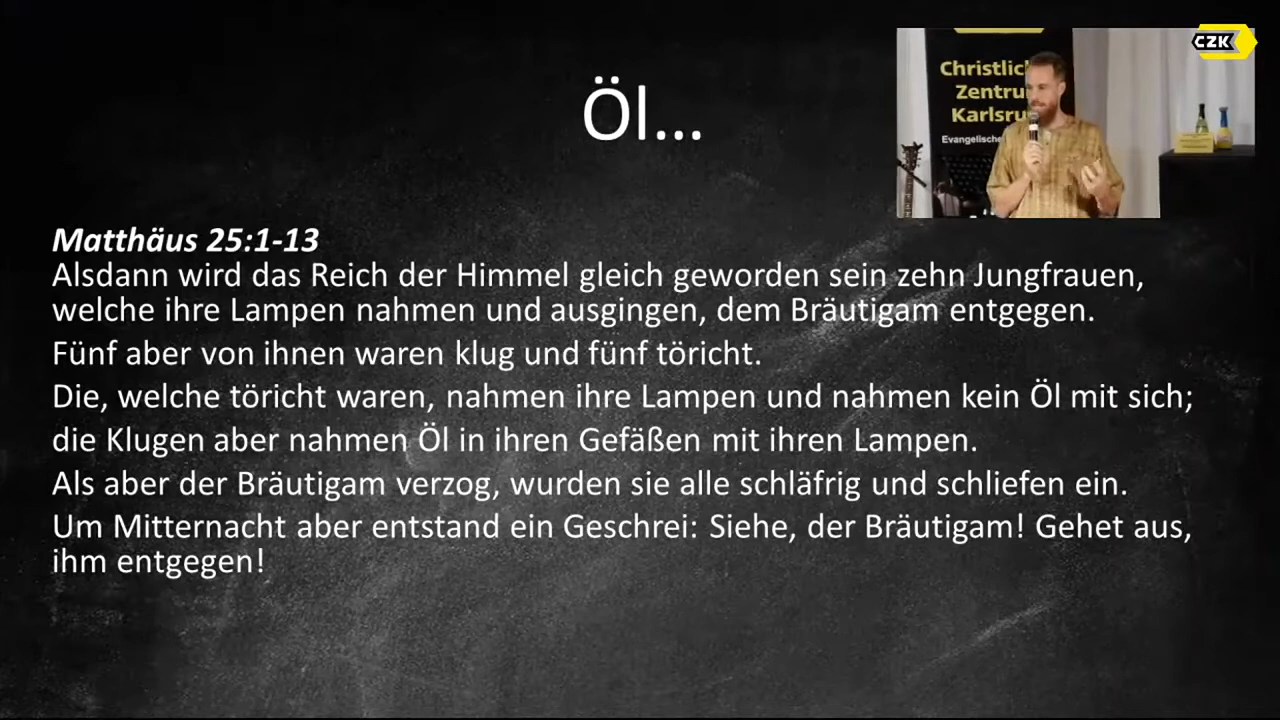 CZK
Öl...
Christlic
Zentru
Karlsru
Evangelische
Matthäus 25:1-13
Alsdann wird das Reich der Himmel gleich geworden sein zehn Jungfrauen,
welche ihre Lampen nahmen und ausgingen, dem Bräutigam entgegen.
Fünf aber von ihnen waren klug und fünf töricht.
Die, welche töricht waren, nahmen ihre Lampen und nahmen kein Öl mit sich;
die Klugen aber nahmen Öl in ihren Gefäßen mit ihren Lampen.
Als aber der Bräutigam verzog, wurden sie alle schläfrig und schliefen ein.
Um Mitternacht aber entstand ein Geschrei: Siehe, der Bräutigam! Gehet aus,
ihm entgegen!